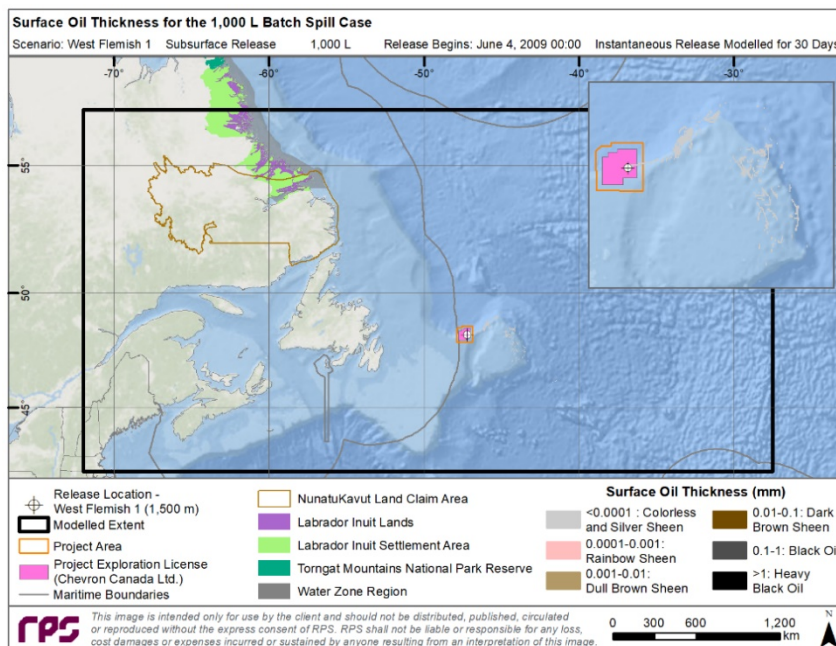 Surface Oil Thickness for the 1,000 L Batch Spill Case
Scenario: West Flemish 1 Subsurface Release 1,000 L Release Begins: June 4, 2009 00:00 Instantaneous Release Modelled for 30 Days
-70° -60° -50° -40° -30°
55°
50°
45°
Release Location -
West Flemish 1 (1,500 m)
Modelled Extent
Project Area
Project Exploration License
(Chevron Canada Ltd.)
Maritime Boundaries
NunatuKavut Land Claim Area
Labrador Inuit Lands
Labrador Inuit Settlement Area
Torngat Mountains National Park Reserve
Water Zone Region
Surface Oil Thickness (mm)
<0.0001 : Colorless
and Silver Sheen
0.0001-0.001:
Rainbow Sheen
0.001-0.01:
Dull Brown Sheen
0.01-0.1: Dark
Brown Sheen
0.1-1: Black Oil
>1: Heavy
Black Oil
rps
This image is intended only for use by the client and should not be distributed, published, circulated
or reproduced without the express consent of RPS. RPS shall not be liable or responsible for any loss,
cost damages or expenses incurred or sustained by anyone resulting from an interpretation of this image.
0 300 600 1,200
km
N